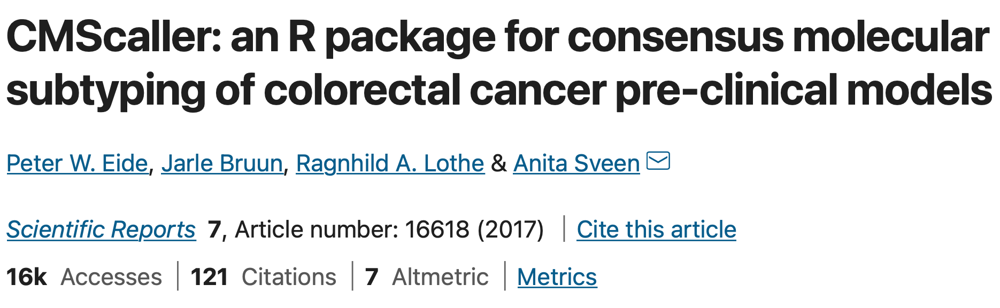 CMScaller: an R package for consensus molecular
subtyping of colorectal cancer pre-clinical models
Peter W. Eide, Jarle Bruun, Ragnhild A. Lothe & Anita Sveen
Scientific Reports 7, Article number: 16618 (2017) | Cite this article
16k Accesses | 121 Citations | 7 Altmetric | Metrics